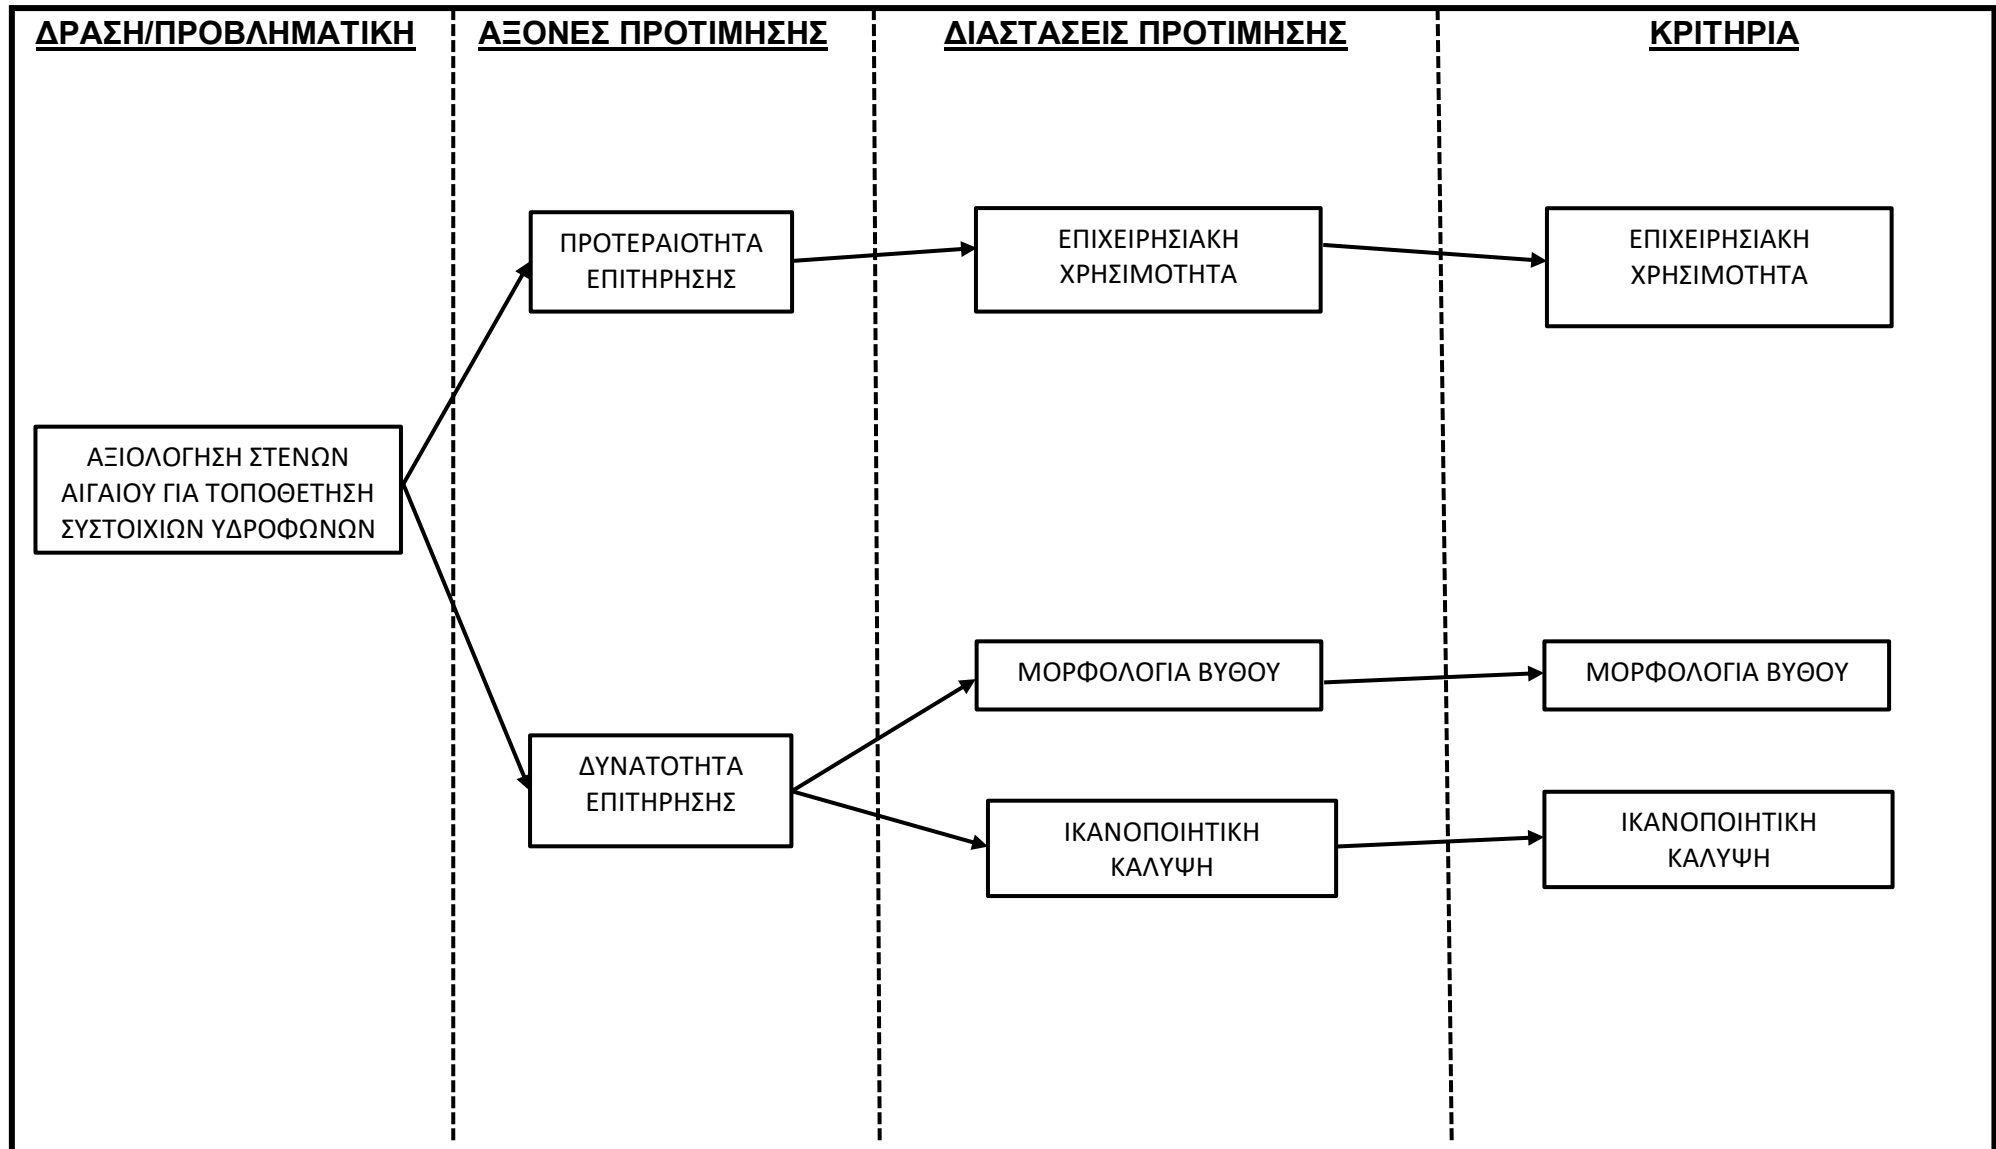 ΔΡΑΣΗ/ΠΡΟΒΛΗΜΑΤΙΚΗ
ΑΞΟΝΕΣ ΠΡΟΤΙΜΗΣΗΣ
ΔΙΑΣΤΑΣΕΙΣ ΠΡΟΤΙΜΗΣΗΣ
ΚΡΙΤΗΡΙΑ
ΑΞΙΟΛΟΓΗΣΗ ΣΤΕΝΩΝ
ΑΙΓΑΙΟΥ ΓΙΑ ΤΟΠΟΘΕΤΗΣΗ
ΣΥΣΤΟΙΧΙΩΝ ΥΔΡΟΦΩΝΩΝ
ΠΡΟΤΕΡΑΙΟΤΗΤΑ
ΕΠΙΤΗΡΗΣΗΣ
ΕΠΙΧΕΙΡΗΣΙΑΚΗ
ΧΡΗΣΙΜΟΤΗΤΑ
ΕΠΙΧΕΙΡΗΣΙΑΚΗ
ΧΡΗΣΙΜΟΤΗΤΑ
ΔΥΝΑΤΟΤΗΤΑ
ΕΠΙΤΗΡΗΣΗΣ
ΜΟΡΦΟΛΟΓΙΑ ΒΥΘΟΥ
ΜΟΡΦΟΛΟΓΙΑ ΒΥΘΟΥ
ΙΚΑΝΟΠΟΙΗΤΙΚΗ
ΚΑΛΥΨΗ
ΙΚΑΝΟΠΟΙΗΤΙΚΗ
ΚΑΛΥΨΗ